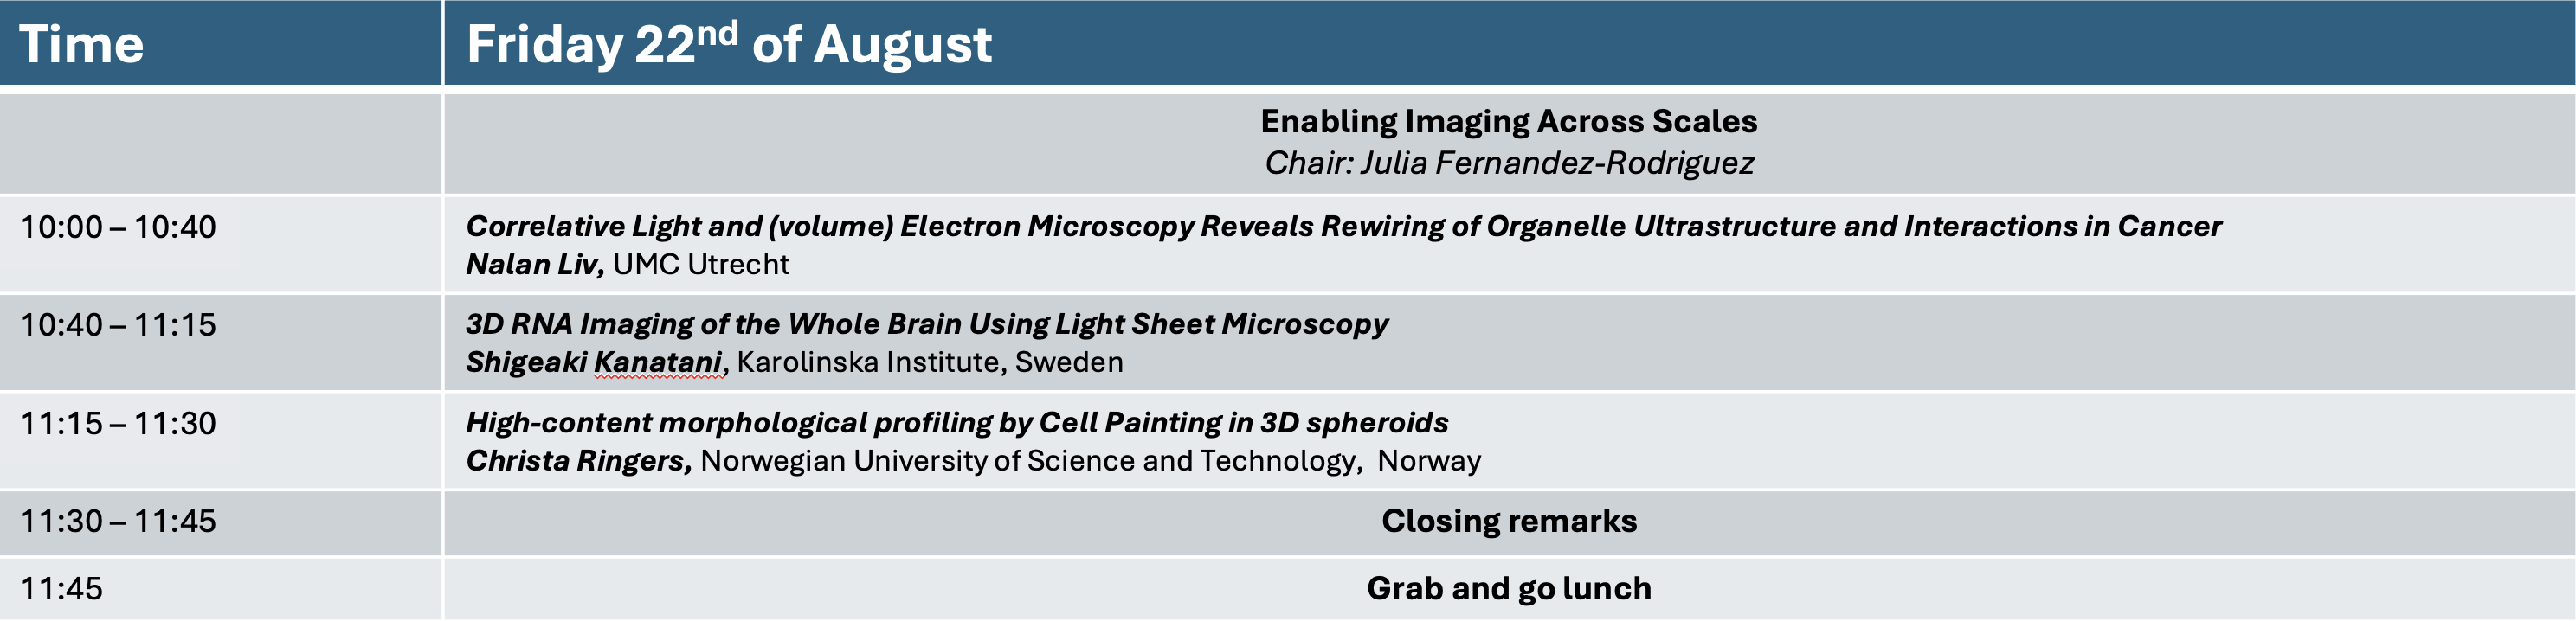 Time
Friday 22nd of August
Enabling Imaging Across Scales
Chair: Julia Fernandez-Rodriguez
10:00 – 10:40
Correlative Light and (volume) Electron Microscopy Reveals Rewiring of Organelle Ultrastructure and Interactions in Cancer
Nalan Liv, UMC Utrecht
10:40 – 11:15
3D RNA Imaging of the Whole Brain Using Light Sheet Microscopy
Shigeaki Kanatani, Karolinska Institute, Sweden
11:15 – 11:30
High-content morphological profiling by Cell Painting in 3D spheroids
Christa Ringers, Norwegian University of Science and Technology,  Norway
11:30 – 11:45
Closing remarks
11:45
Grab and go lunch